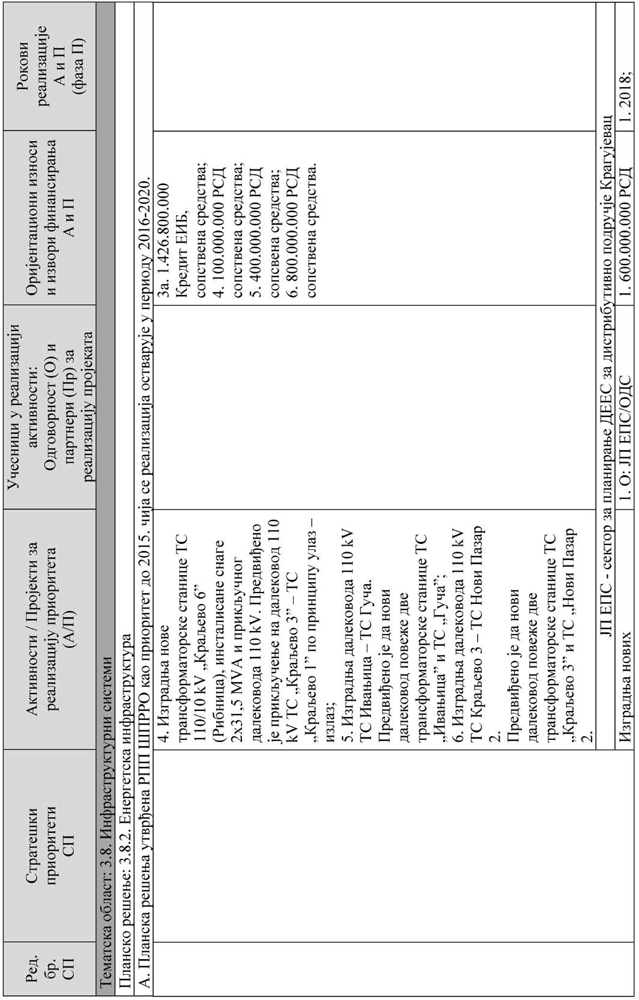 Ред.
бр.
СП
Стратешки
приоритети
СП
Активности / Пројекти за
реализацију приоритета
(А/П)
Учесници у реализацији
активности:
Одговорност (О) и
партнери (Пр) за
реализацију пројеката
Оријентациони износи
и извори финансирања
А и П
Рокови
реализације
А и П
(фаза П)
Тематска област: 3.8. Инфраструктурни системи
Планско решење: 3.8.2. Енергетска инфраструктура
А. Планска решења утврђена РПП ШПРРО као приоритет до 2015. чија се реализација остварује у периоду 2016-2020.
4. Изградња нове
трансформаторске станице ТС
110/10 kV „Краљево 6”
(Рибница), инсталисане снаге
2x31,5 MVA и прикључног
далековода 110 kV. Предвиђено
је прикључење на далековод 110
kV ТС „Краљево 3” – ТС
„Краљево 1” по принципу улаз –
излаз;
5. Изградња далековода 110 kV
ТС Ивањица – ТС Гуча.
Предвиђено је да нови
далековод повеже две
трансформаторске станице ТС
„Ивањица” и ТС „Гуча”;
6. Изградња далековода 110 kV
ТС Краљево 3 – ТС Нови Пазар
2.
Предвиђено је да нови
далековод повеже две
трансформаторске станице ТС
„Краљево 3” и ТС „Нови Пазар
2.
3а. 1.426.800.000
Кредит ЕИБ,
сопствена средства;
4. 100.000.000 РСД
сопствена средства;
5. 400.000.000 РСД
сопсвена средства;
6. 800.000.000 РСД
сопствена средства.
ЈП ЕПС - сектор за планирање ДЕЕС за дистрибутивно подручје Крагујевац
Изградња нових
1. О: ЈП ЕПС/ОДС
1. 600.000.000 РСД
1. 2018;